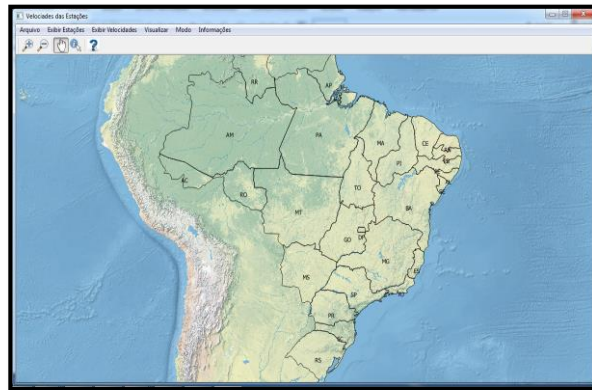 Velociades das Estações
Arquivo Exibir Estações Exibir Velocidades Visualizar Modo Informações
RR
AP
AM
PA
MA
CE
PI
AC
RO
TO
MT
BA
GO
DF
MG
MS
ES
SP
PR
RS